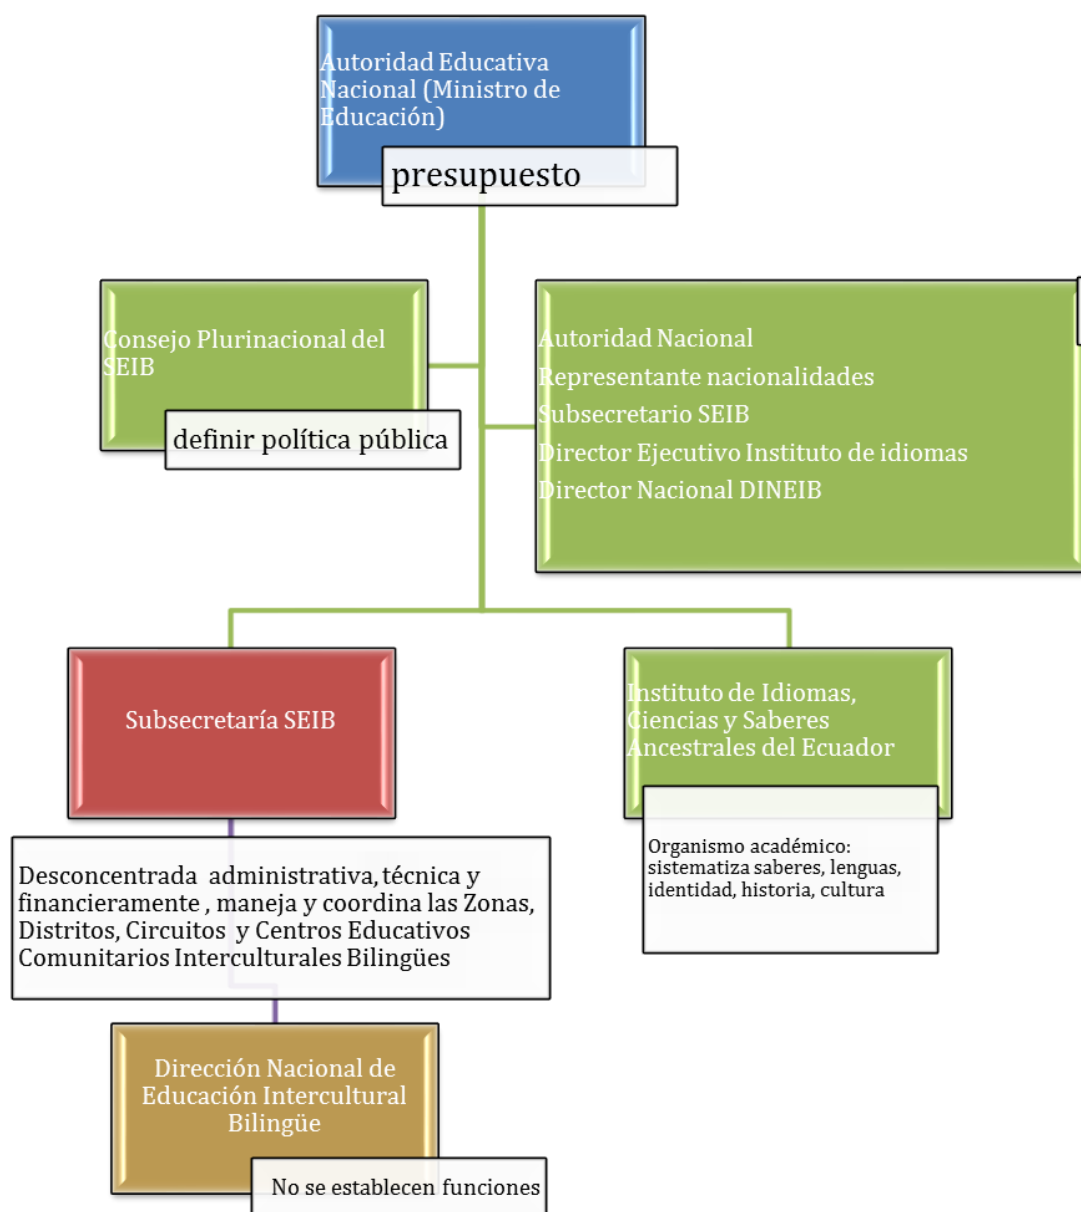 Autoridad Educativa
Nacional (Ministro de
Educación)
presupuesto
Consejo Plurinacional del
SEIB
definir política pública
Autoridad Nacional
Representante nacionalidades
Subsecretario SEIB
Director Ejecutivo Instituto de idiomas
Director Nacional DINEIB
Subsecretaría SEIB
Desconcentrada administrativa, técnica y
financieramente , maneja y coordina las Zonas,
Distritos, Circuitos y Centros Educativos
Comunitarios Interculturales Bilingües
Instituto de Idiomas,
Ciencias y Saberes
Ancestrales del Ecuador
Organismo académico:
sistematiza saberes, lenguas,
identidad, historia, cultura
Dirección Nacional de
Educación Intercultural
Bilingüe
No se establecen funciones